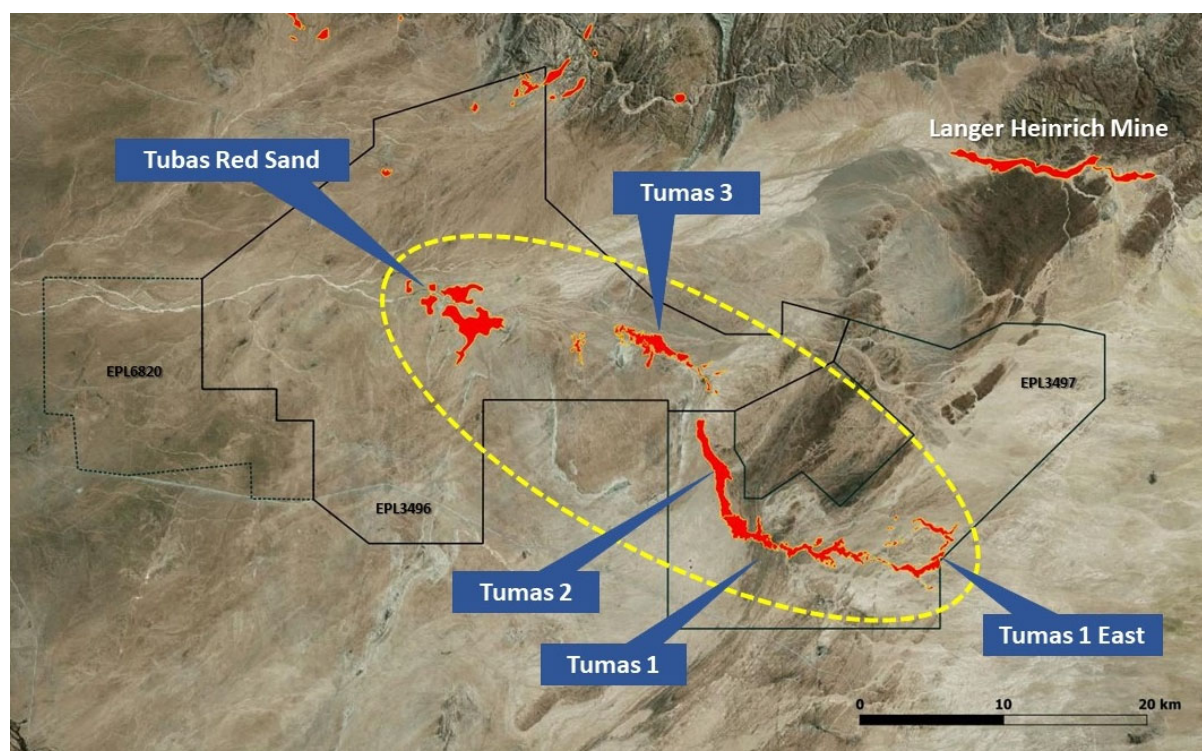 Langer Heinrich Mine
Tubas Red Sand
Tumas 3
EPL6820
EPL3497
EPL3496
Tumas 2
Tumas 1 East
Tumas 1
0 10 20 km